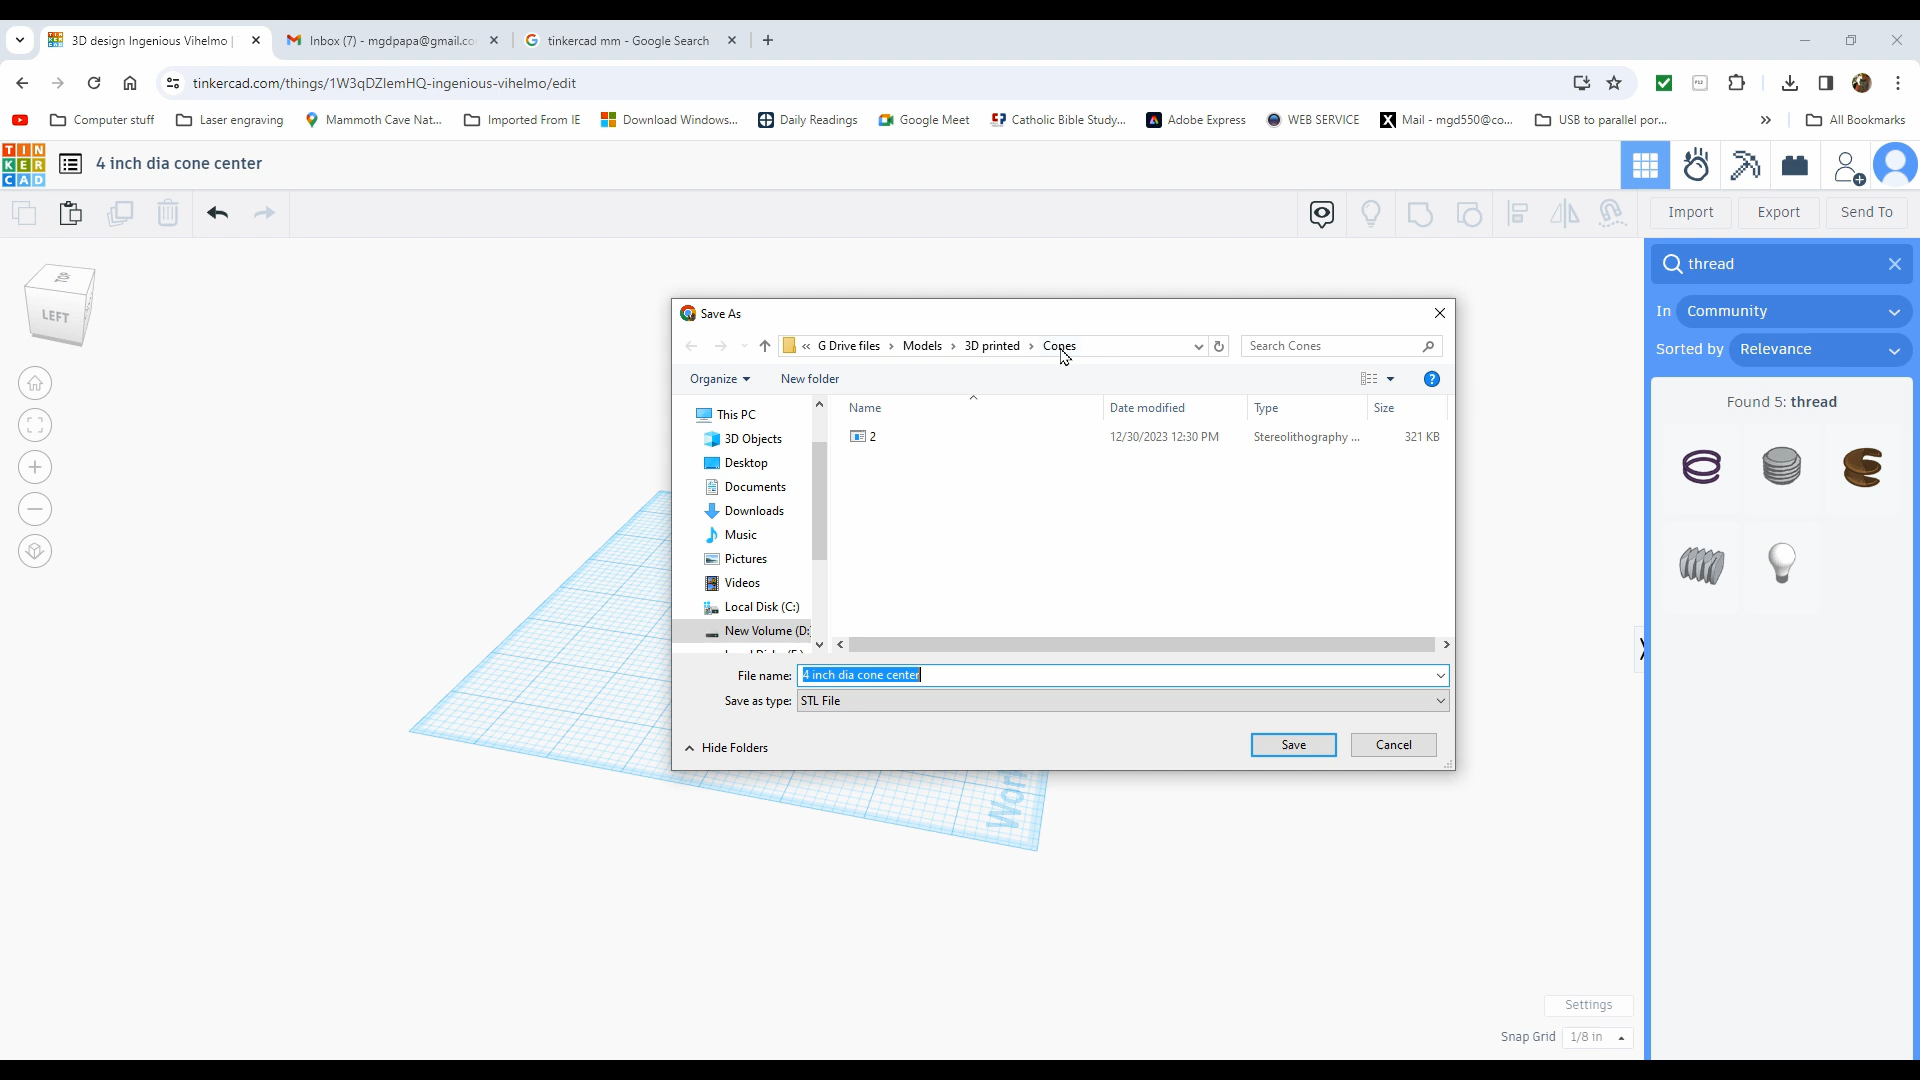 3D design Ingenious Vihelmo |
Inbox (7) - mgdpapa@gmail.co
tinkercad mm - Google Search
tinkercad.com/things/1W3qDZlemHQ-ingenious-vihelmo/edit
Computer stuff
Laser engraving
Mammoth Cave Nat...
Imported From IE
Download Windows...
Daily Readings
Google Meet
Catholic Bible Study...
Adobe Express
WEB SERVICE
Mail - mgd550@co...
USB to parallel por...
»
All Bookmarks
TIN
KER
CAD
4 inch dia cone center
Import
Export
Send To
TOP
LEFT
thread
In Community
Sorted by Relevance
Found 5: thread
Save As
« G Drive files › Models › 3D printed › Cones
Search Cones
Organize
New folder
Name
Date modified
Type
Size
2
12/30/2023 12:30 PM
Stereolithography ...
321 KB
This PC
3D Objects
Desktop
Documents
Downloads
Music
Pictures
Videos
Local Disk (C:)
New Volume (D:
File name: 4 inch dia cone center
Save as type: STL File
Hide Folders
Save
Cancel
Settings
Snap Grid 1/8 in